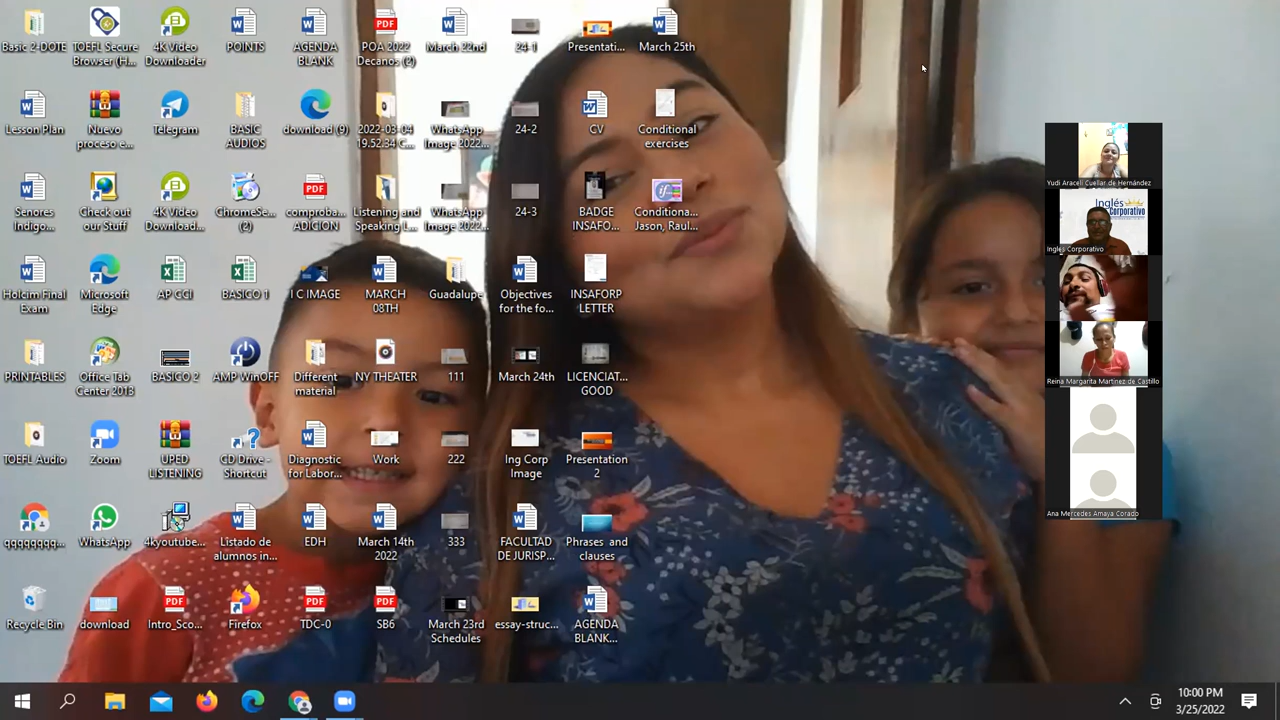 Basic 2-DOTE
TOEFL Secure
Browser (H...
4K Video
Downloader
POINTS
AGENDA
BLANK
POA 2022
Decanos (2)
March 22nd
24-1
Presentati...
March 25th
Lesson Plan
Nuevo
proceso e...
Telegram
BASIC
AUDIOS
download (9)
2022-03-04
19.52.34 C...
WhatsApp
Image 2022...
24-2
CV
Conditional
exercises
Senores
Indigo...
Check out
our Stuff
4K Video
Download...
ChromeSe...
(2)
comproba...
ADICION
Listening and
Speaking L...
WhatsApp
Image 2022...
24-3
BADGE
INSAFO...
Conditiona...
Jason, Raul...
Holcim Final
Exam
Microsoft
Edge
AP CCI
BASICO 1
I C IMAGE
MARCH
08TH
Guadalupe
Objectives
for the fo...
INSAFORP
LETTER
PRINTABLES
Office Tab
Center 2013
BASICO 2
AMP WinOFF
Different
material
NY THEATER
111
March 24th
LICENCIAT...
GOOD
TOEFL Audio
Zoom
UPED
LISTENING
CD Drive -
Shortcut
Diagnostic
for Labor...
Work
222
Ing Corp
Image
Presentation
2
qqqqqqqq...
WhatsApp
4kyoutube...
Listado de
alumnos in...
EDH
March 14th
2022
333
FACULTAD
DE JURISP...
Phrases and
clauses
Recycle Bin
download
Intro_Sco...
Firefox
TDC-0
SB6
March 23rd
Schedules
essay-struc...
AGENDA
BLANK...
Yudi Araceli Cuellar de Hernández
Inglés
Corporativo
Inglés Corporativo
Reina Margarita Martinez de Castillo
Ana Mercedes Amaya Corado
10:00 PM
3/25/2022